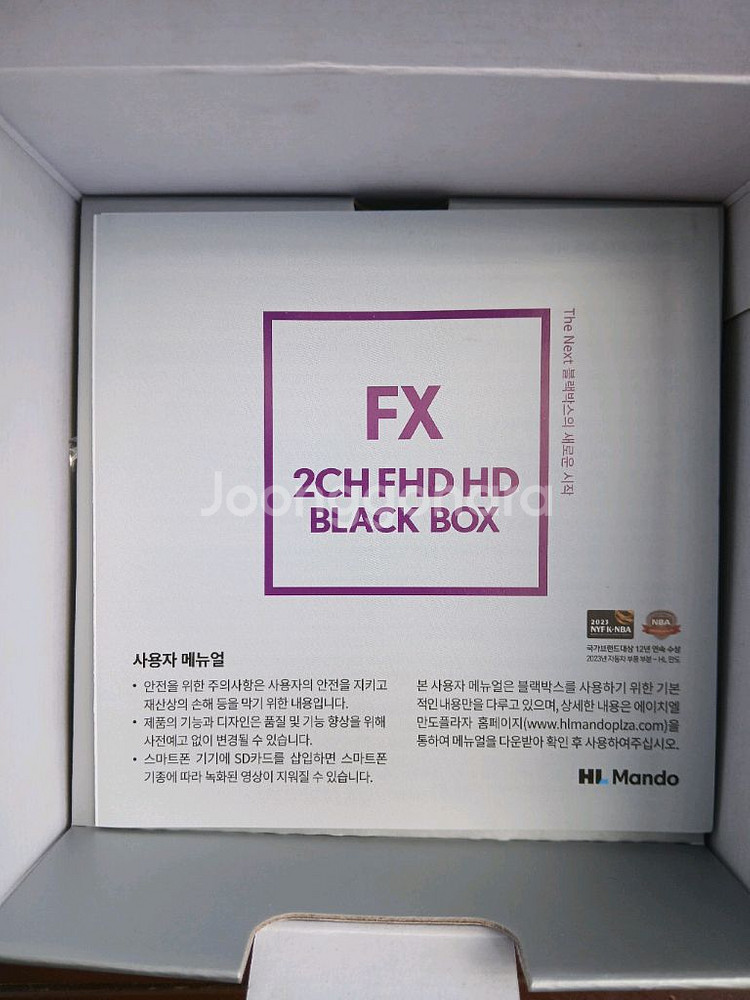 FX
2CH FHD HD
BLACK BOX
The Next 블랙박스의 새로운 시작
Joonggonara
2023
NYF K-NBA
NBA
국가브랜드대상 12년 연속 수상
2023년 자동차 부품 부문 - HL 만도
사용자 메뉴얼
• 안전을 위한 주의사항은 사용자의 안전을 지키고
재산상의 손해 등을 막기 위한 내용입니다.
• 제품의 기능과 디자인은 품질 및 기능 향상을 위해
사전예고 없이 변경될 수 있습니다.
• 스마트폰 기기에 SD카드를 삽입하면 스마트폰
기종에 따라 녹화된 영상이 지워질 수 있습니다.
본 사용자 메뉴얼은 블랙박스를 사용하기 위한 기본
적인 내용만을 다루고 있으며, 상세한 내용은 에이치엘
만도플라자 홈페이지(www.hlmandoplza.com)을
통하여 메뉴얼을 다운받아 확인 후 사용하여주십시오.
HL Mando